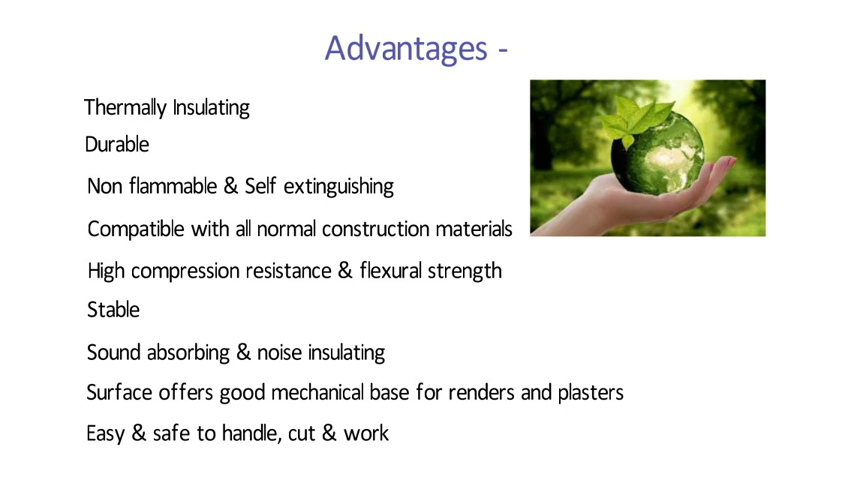 Advantages -
Thermally Insulating
Durable
Non flammable & Self extinguishing
Compatible with all normal construction materials
High compression resistance & flexural strength
Stable
Sound absorbing & noise insulating
Surface offers good mechanical base for renders and plasters
Easy & safe to handle, cut & work